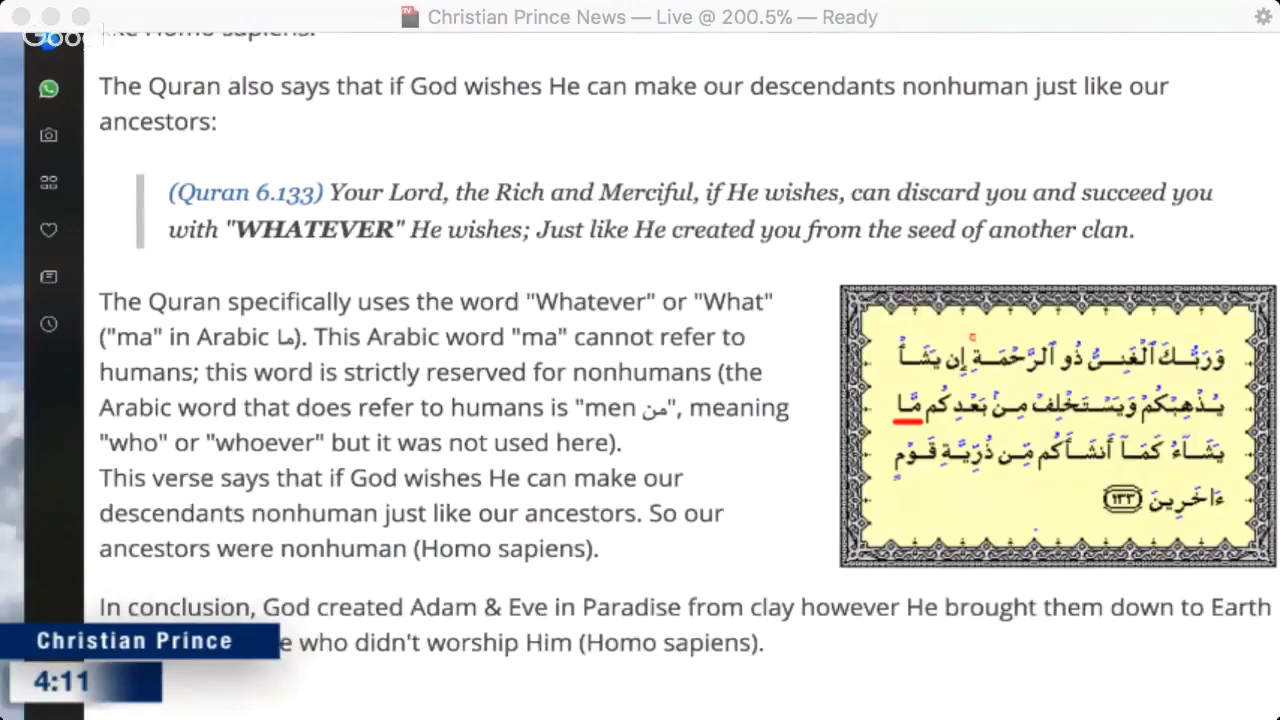 Christian Prince News — Live @ 200.5% — Ready
like Homo sapiens.
The Quran also says that if God wishes He can make our descendants nonhuman just like our
ancestors:
(Quran 6.133) Your Lord, the Rich and Merciful, if He wishes, can discard you and succeed you
with "WHATEVER" He wishes; Just like He created you from the seed of another clan.
The Quran specifically uses the word "Whatever" or "What"
("ma" in Arabic ما). This Arabic word "ma" cannot refer to
humans; this word is strictly reserved for nonhumans (the
Arabic word that does refer to humans is "men من", meaning
"who" or "whoever" but it was not used here).
This verse says that if God wishes He can make our
descendants nonhuman just like our ancestors. So our
ancestors were nonhuman (Homo sapiens).
وَرَبُّكَ ٱلْغَنِىُّ ذُو ٱلرَّحْمَةِ ۚ إِن يَشَأْ
يُذْهِبْكُمْ وَيَسْتَخْلِفْ مِنۢ بَعْدِكُم مَّا
يَشَآءُ كَمَآ أَنشَأَكُم مِّن ذُرِّيَّةِ قَوْمٍ
ءَاخَرِينَ ١٣٣
In conclusion, God created Adam & Eve in Paradise from clay however He brought them down to Earth
who didn't worship Him (Homo sapiens).
Christian Prince
4:11